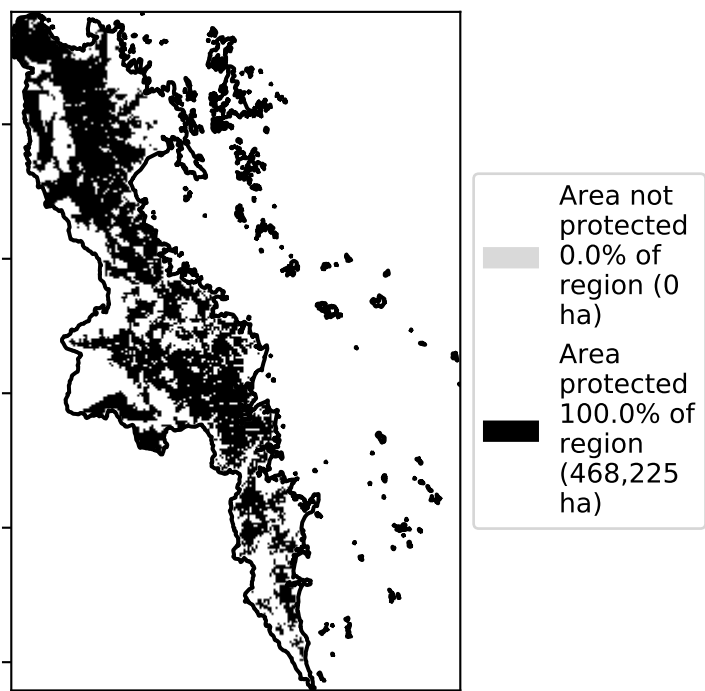 Area not
protected
0.0% of
region (0
ha)
Area
protected
100.0% of
region
(468,225
ha)